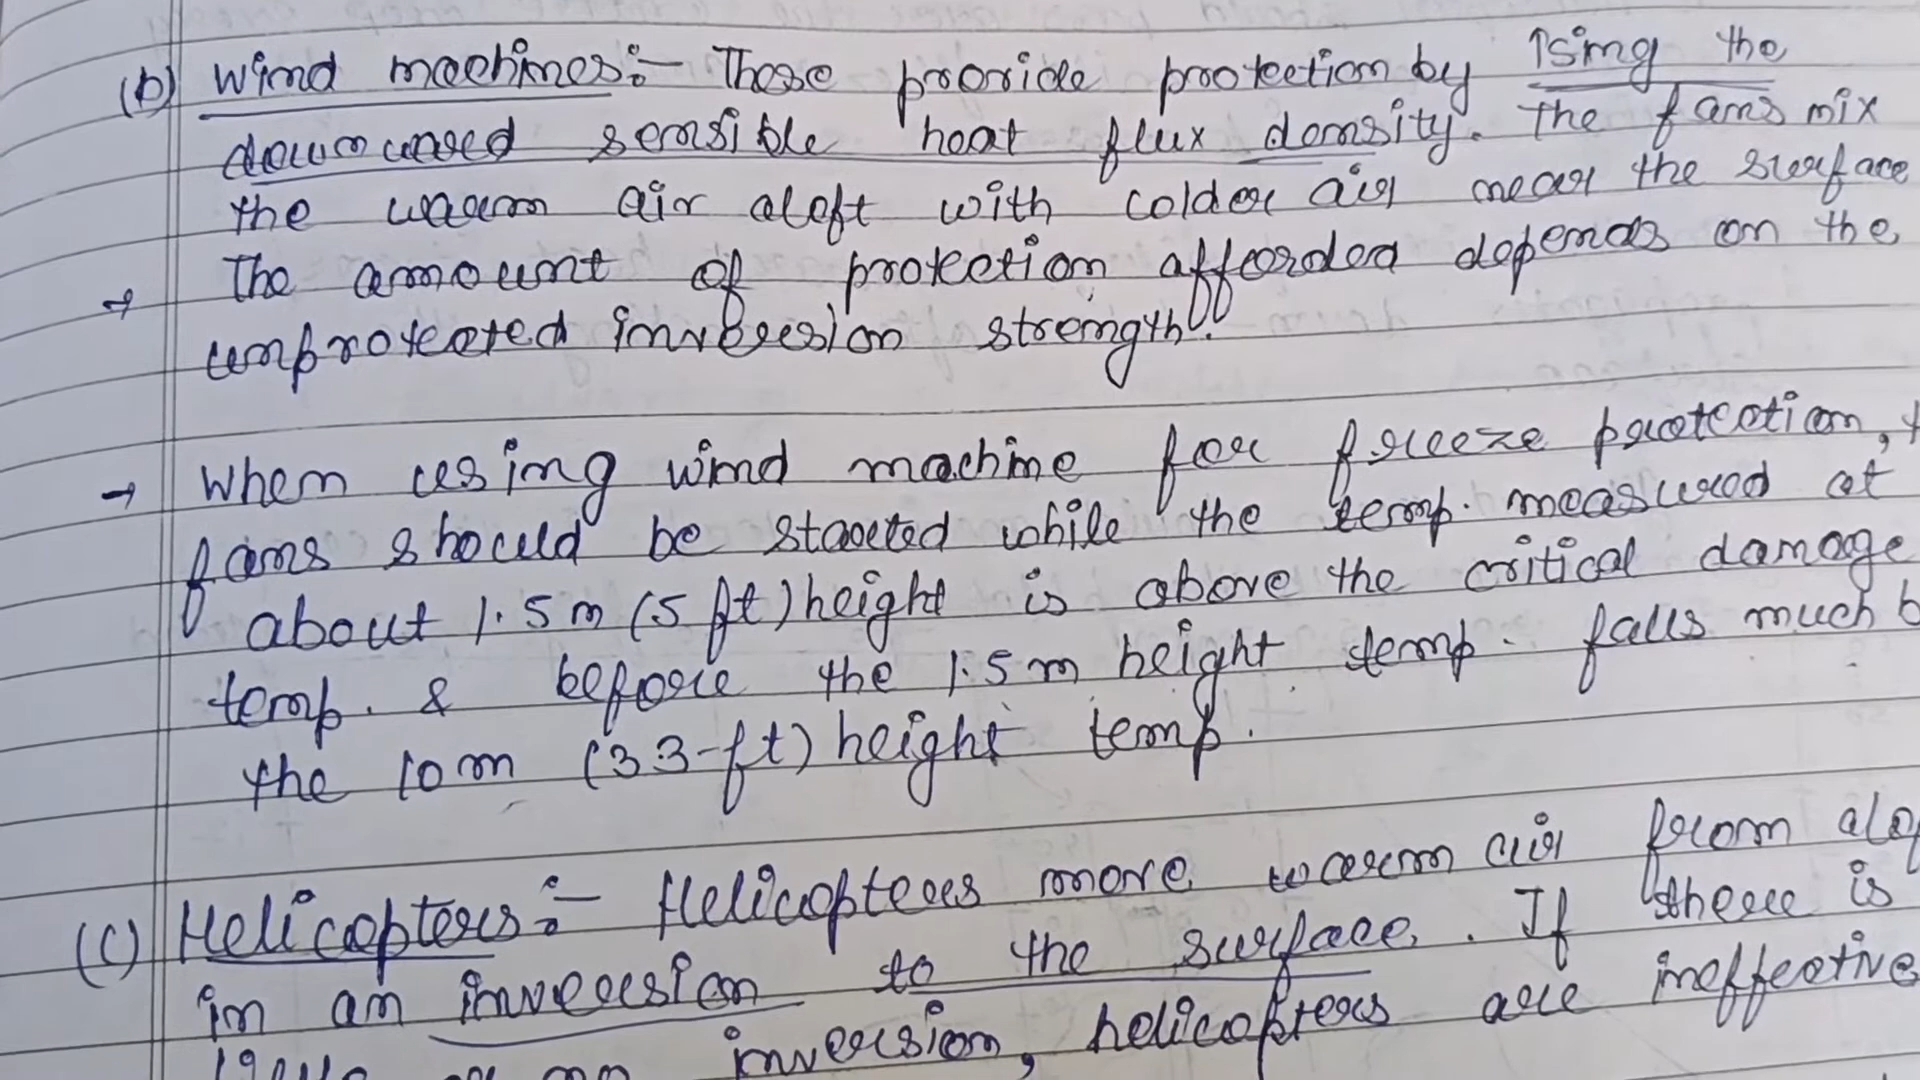 (b) Wind machines:- These provide protection by ising the
downward sensible heat flux density. The fans mix
the warm air aloft with colder air near the surface
→ The amount of protection afforded depends on the
unprotected inversion strength.
→ When using wind machine for freeze protection,
fans should be started while the temp. measured at
about 1.5m (5 ft) height is above the critical damage
temp. & before the 1.5m height temp. falls much b
the 10m (33-ft) height temp.
(c) Helicopters:- Helicopters move warm air from alof
in an inversion to the surface. If there is
inversion, helicopters are ineffective